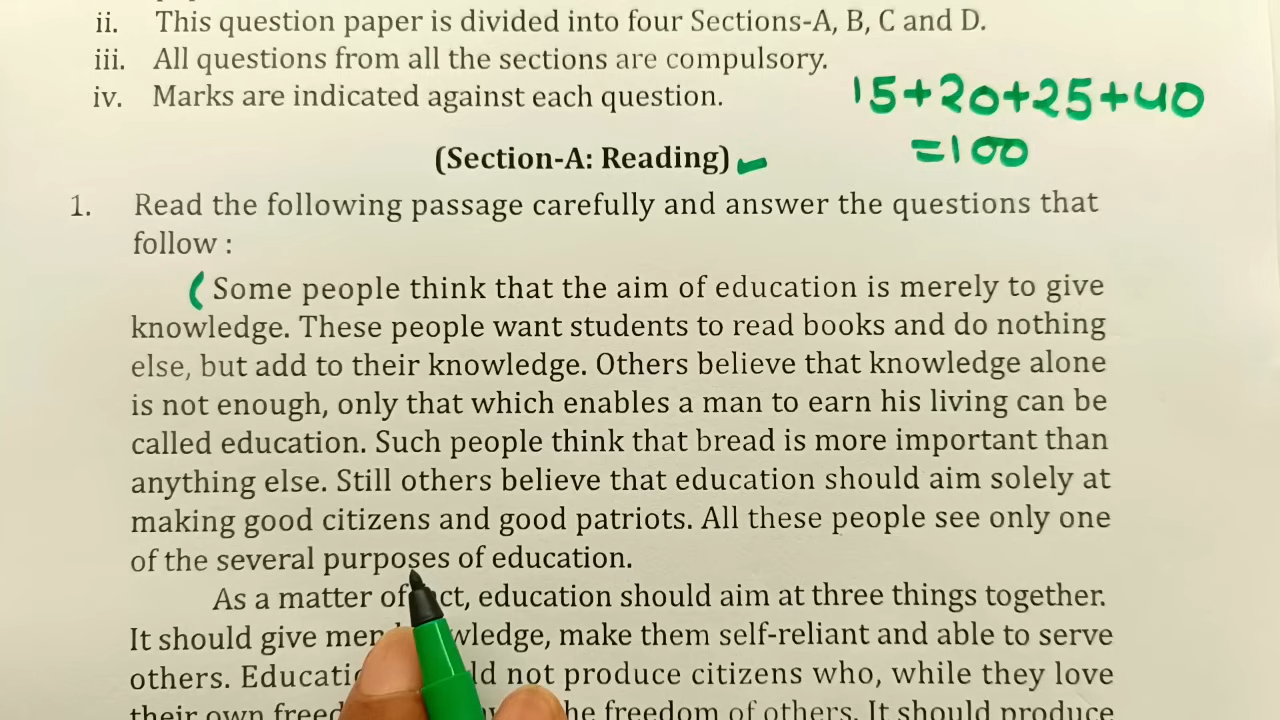 ii. This question paper is divided into four Sections-A, B, C and D.
iii. All questions from all the sections are compulsory.
iv. Marks are indicated against each question.
15+20+25+40
=100
(Section-A: Reading)
1. Read the following passage carefully and answer the questions that
follow :
(Some people think that the aim of education is merely to give
knowledge. These people want students to read books and do nothing
else, but add to their knowledge. Others believe that knowledge alone
is not enough, only that which enables a man to earn his living can be
called education. Such people think that bread is more important than
anything else. Still others believe that education should aim solely at
making good citizens and good patriots. All these people see only one
of the several purposes of education.
As a matter of education should aim at three things together.
It should give make them self-reliant and able to serve
others. not produce citizens who, while they love
their own the freedom of others. It should produce